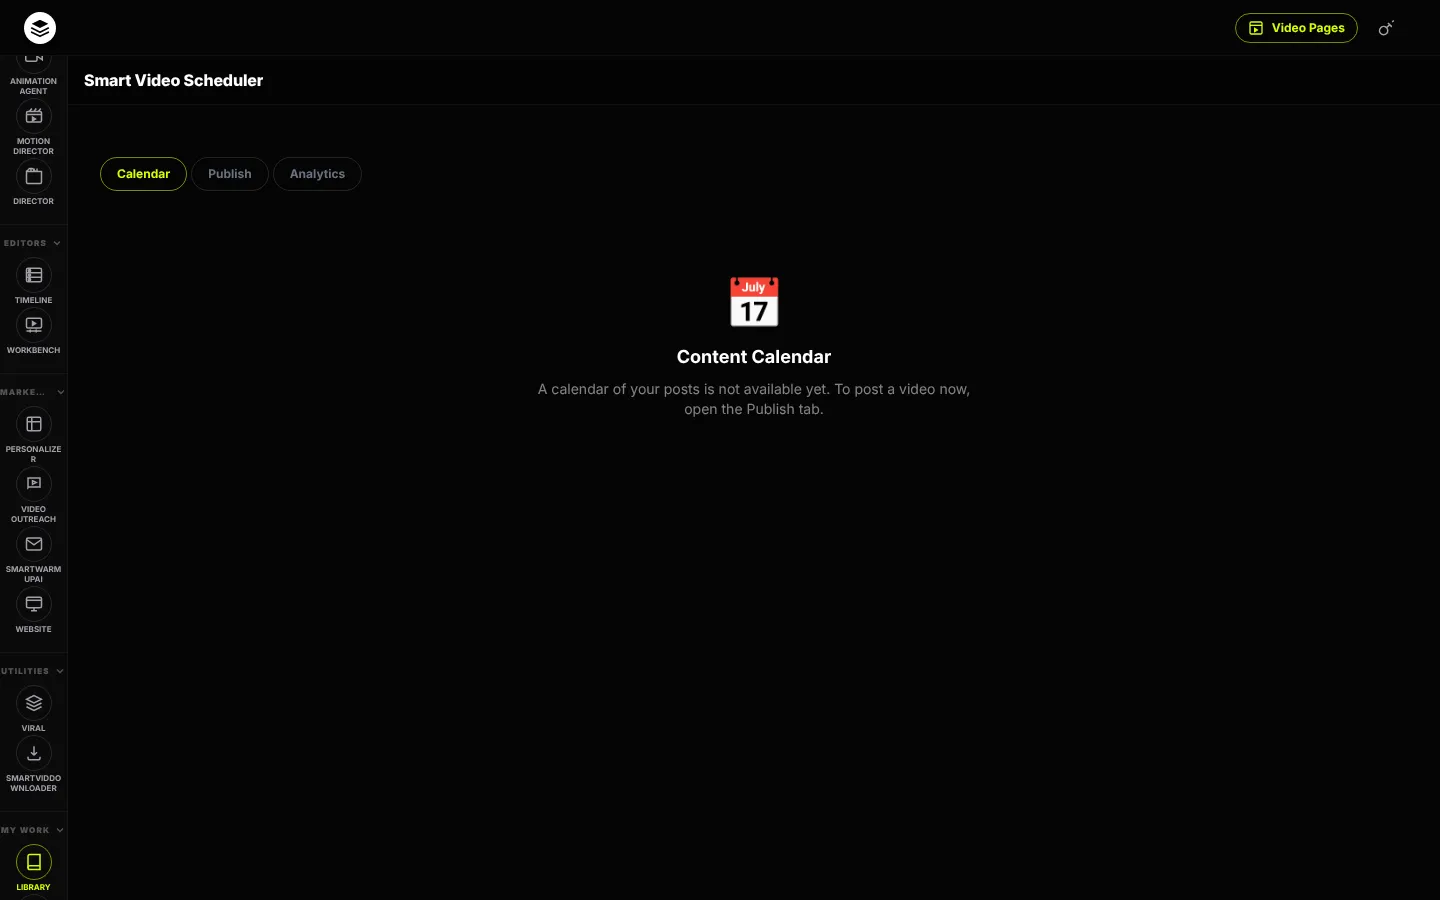 Video Pages
ANIMATION
AGENT
MOTION
DIRECTOR
DIRECTOR
EDITORS
TIMELINE
WORKBENCH
MARKE...
PERSONALIZE
R
VIDEO
OUTREACH
SMARTWARM
UPAI
WEBSITE
UTILITIES
VIRAL
SMARTVIDDO
WNLOADER
MY WORK
LIBRARY
Smart Video Scheduler
Calendar Publish Analytics
July
17
Content Calendar
A calendar of your posts is not available yet. To post a video now,
open the Publish tab.